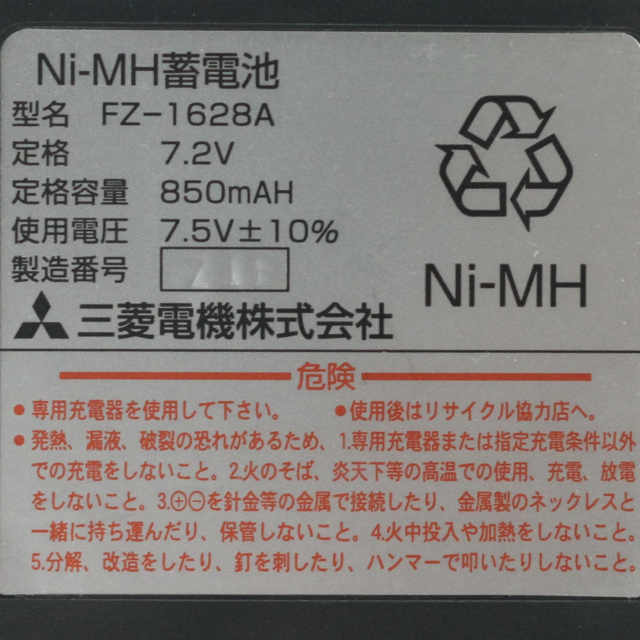 Ni-MH蓄電池
型名 FZ-1628A
定格 7.2V
定格容量 850mAH
使用電圧 7.5V±10%
製造番号
三菱電機株式会社
Ni-MH
危険
● 専用充電器を使用して下さい。 ●使用後はリサイクル協力店へ。
● 発熱、漏液、破裂の恐れがあるため、1.専用充電器または指定充電条件以外
での充電をしないこと。2.火のそば、炎天下等の高温での使用、充電、放電
をしないこと。3.⊕⊖を針金等の金属で接続したり、金属製のネックレスと
一緒に持ち運んだり、保管しないこと。4.火中投入や加熱をしないこと。
5.分解、改造をしたり、釘を刺したり、ハンマーで叩いたりしないこと。